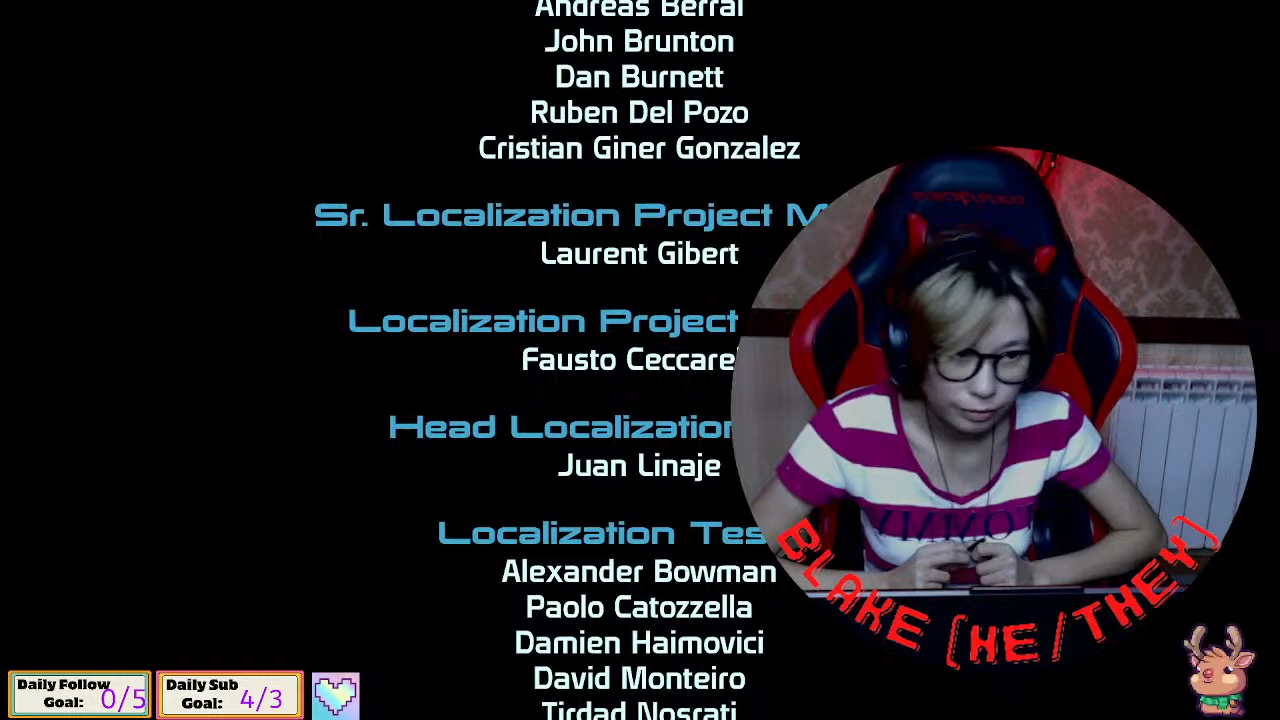 Andreas Berral
John Brunton
Dan Burnett
Ruben Del Pozo
Cristian Giner Gonzalez
Sr. Localization Project M
Laurent Gibert
Localization Project
Fausto Ceccare
Head Localization
Juan Linaje
Localization Tes
Alexander Bowman
Paolo Catozzella
Damien Haimovici
David Monteiro
Tirdad Nosrati
TOMMY
BLAKE (HE/THEY)
Daily Follow
Goal: 0/5
Daily Sub
Goal: 4/3